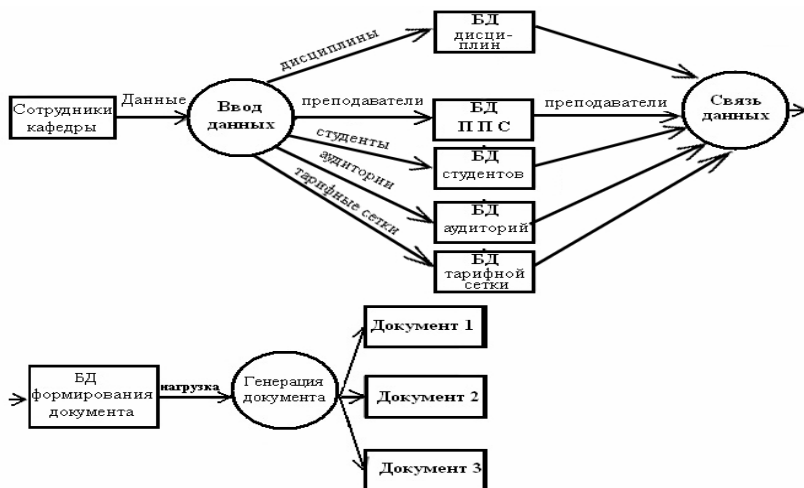 БД
дисци-
плин
дисциплины
Сотрудники
кафедры
Данные
Ввод
данных
преподаватели
БД
ППС
преподаватели
Связь
данных
студенты
БД
студентов
аудитории
БД
аудиторий
тарифные сетки
БД
тарифной
сетки
БД
формирования
документа
нагрузка
Генерация
документа
Документ 1
Документ 2
Документ 3